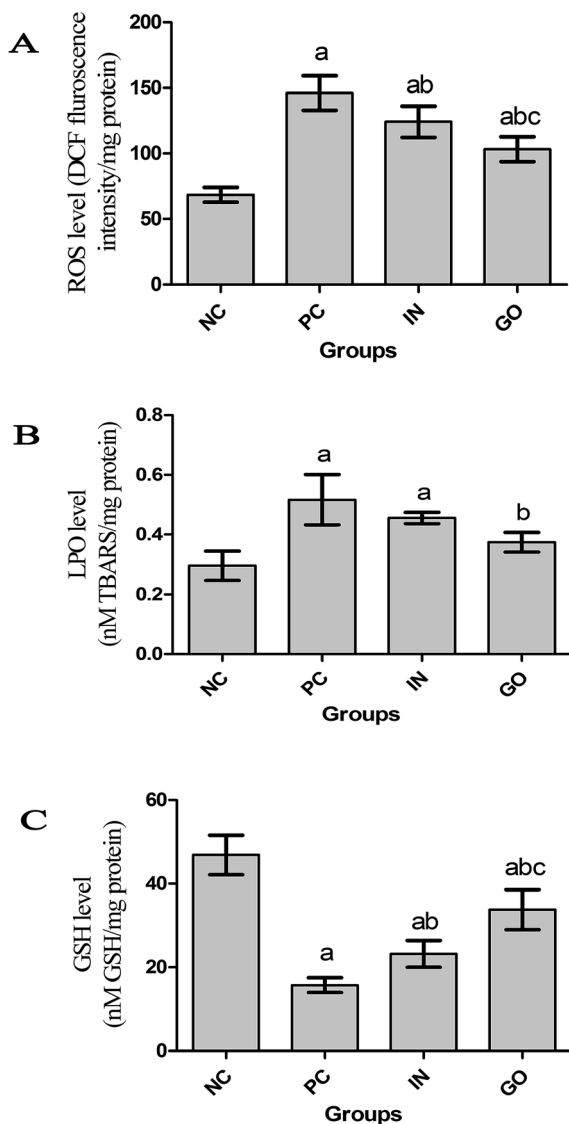 A
ROS level (DCF fluroscence
intensity/mg protein)
200
150
100
50
0
a
ab
abc
NC
PC
IN
GO
Groups
B
LPO level
(nM TBARS/mg protein)
0.8
0.6
0.4
0.2
0.0
a
a
b
NC
PC
IN
GO
Groups
C
GSH level
(nM GSH/mg protein)
60
40
20
0
a
ab
abc
NC
PC
IN
GO
Groups